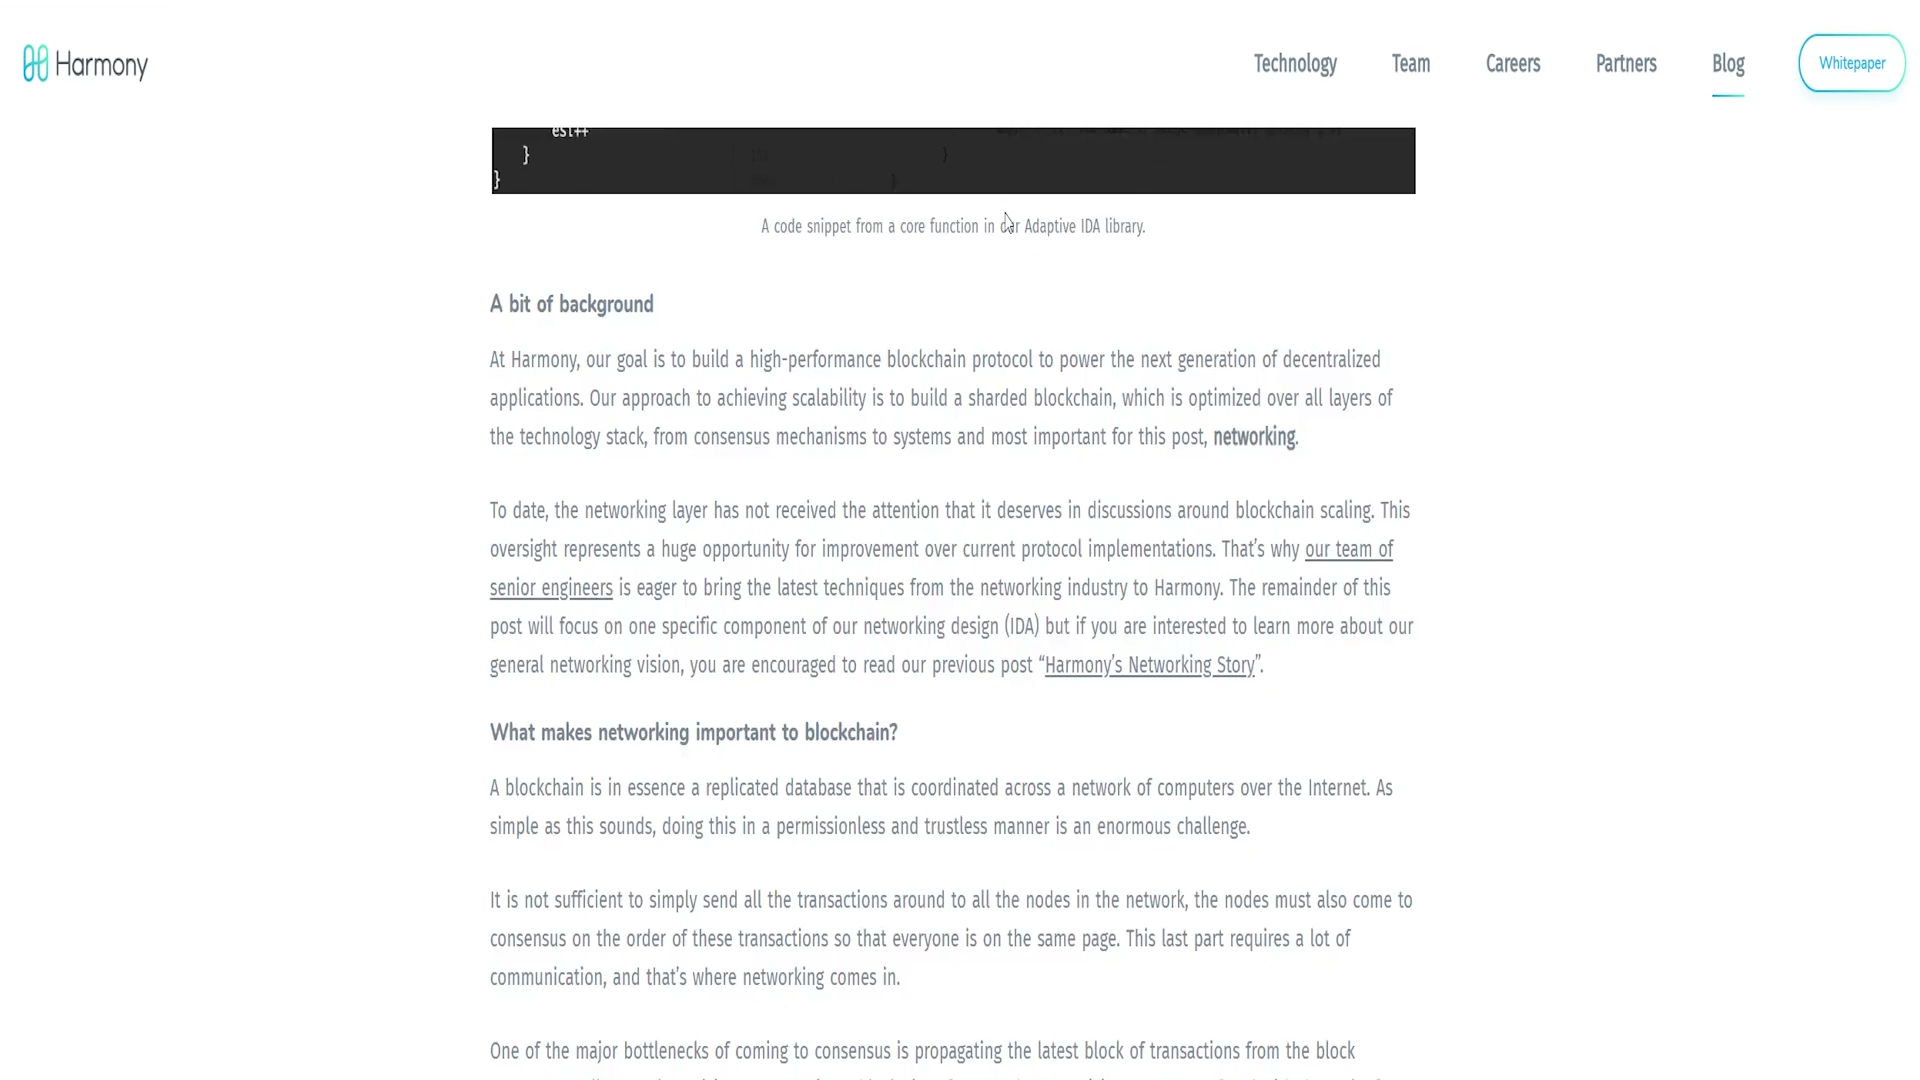 Harmony
Technology
Team
Careers
Partners
Blog
Whitepaper
est++
}
}
A code snippet from a core function in our Adaptive IDA library.
A bit of background
At Harmony, our goal is to build a high-performance blockchain protocol to power the next generation of decentralized
applications. Our approach to achieving scalability is to build a sharded blockchain, which is optimized over all layers of
the technology stack, from consensus mechanisms to systems and most important for this post, networking.
To date, the networking layer has not received the attention that it deserves in discussions around blockchain scaling. This
oversight represents a huge opportunity for improvement over current protocol implementations. That’s why our team of
senior engineers is eager to bring the latest techniques from the networking industry to Harmony. The remainder of this
post will focus on one specific component of our networking design (IDA) but if you are interested to learn more about our
general networking vision, you are encouraged to read our previous post “Harmony’s Networking Story”.
What makes networking important to blockchain?
A blockchain is in essence a replicated database that is coordinated across a network of computers over the Internet. As
simple as this sounds, doing this in a permissionless and trustless manner is an enormous challenge.
It is not sufficient to simply send all the transactions around to all the nodes in the network, the nodes must also come to
consensus on the order of these transactions so that everyone is on the same page. This last part requires a lot of
communication, and that’s where networking comes in.
One of the major bottlenecks of coming to consensus is propagating the latest block of transactions from the block